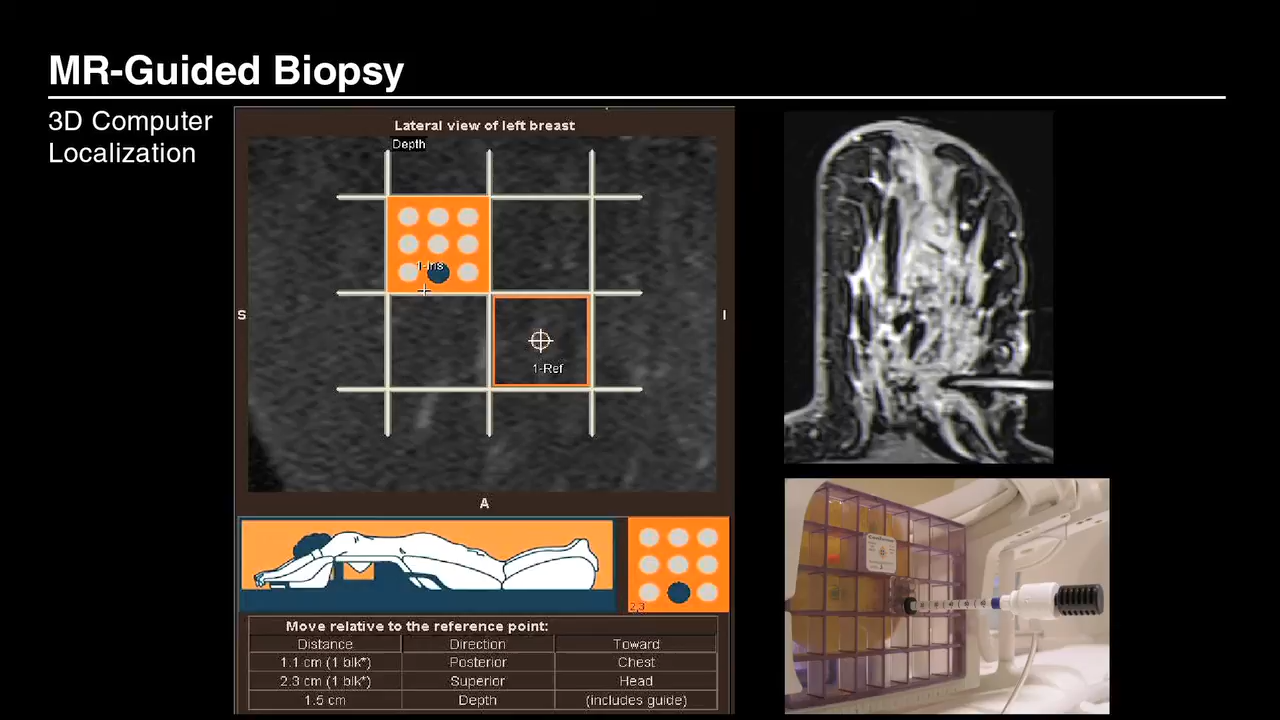 MR-Guided Biopsy
3D Computer
Localization
Lateral view of left breast
Depth
1-Ins
S
I
1-Ref
A
2,3
Move relative to the reference point:
Distance Direction Toward
1.1 cm (1 blk*) Posterior Chest
2.3 cm (1 blk*) Superior Head
1.5 cm Depth (includes guide)